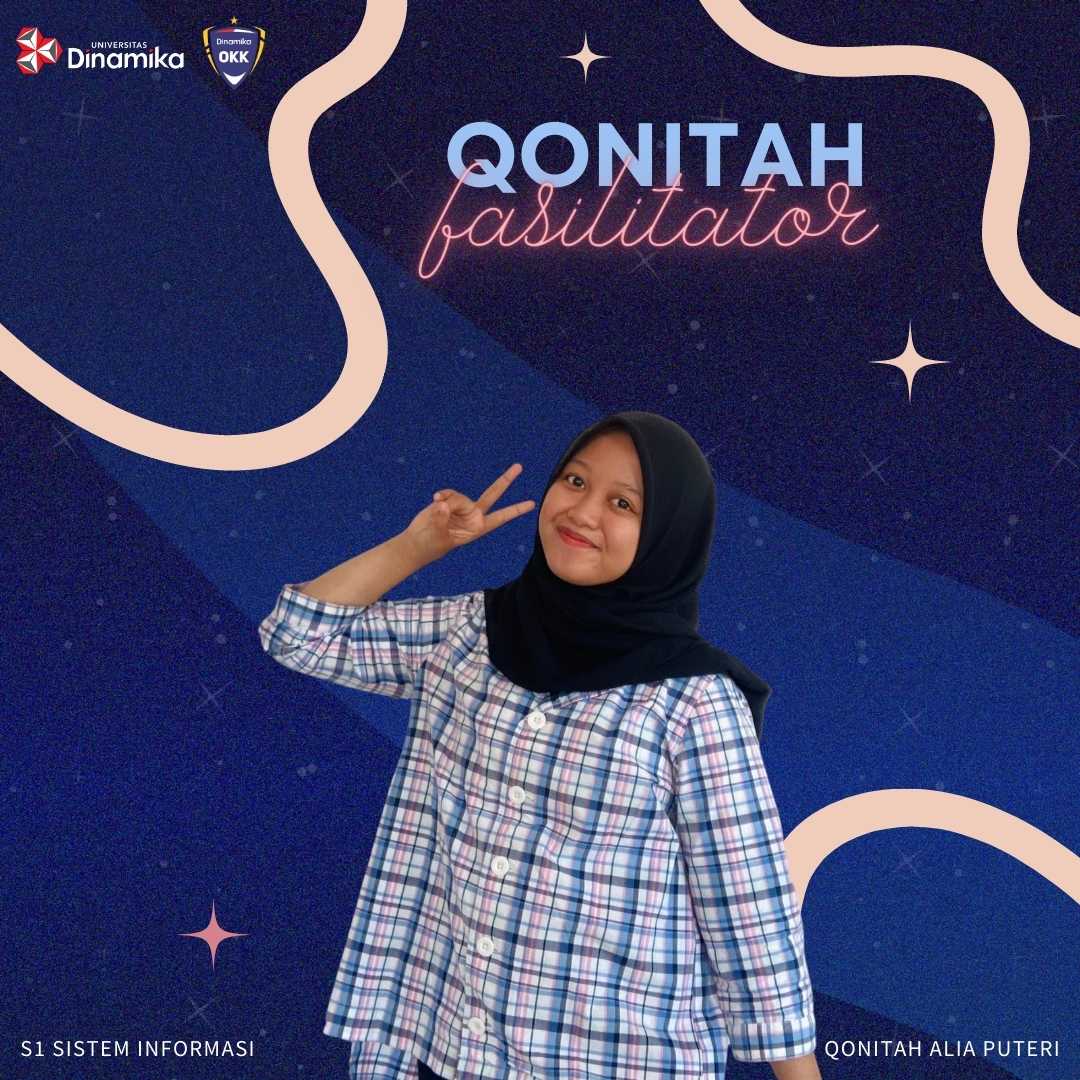 UNIVERSITAS
Dinamika
Dinamika
OKK
QONITAH
fasilitator
S1 SISTEM INFORMASI
QONITAH ALIA PUTERI